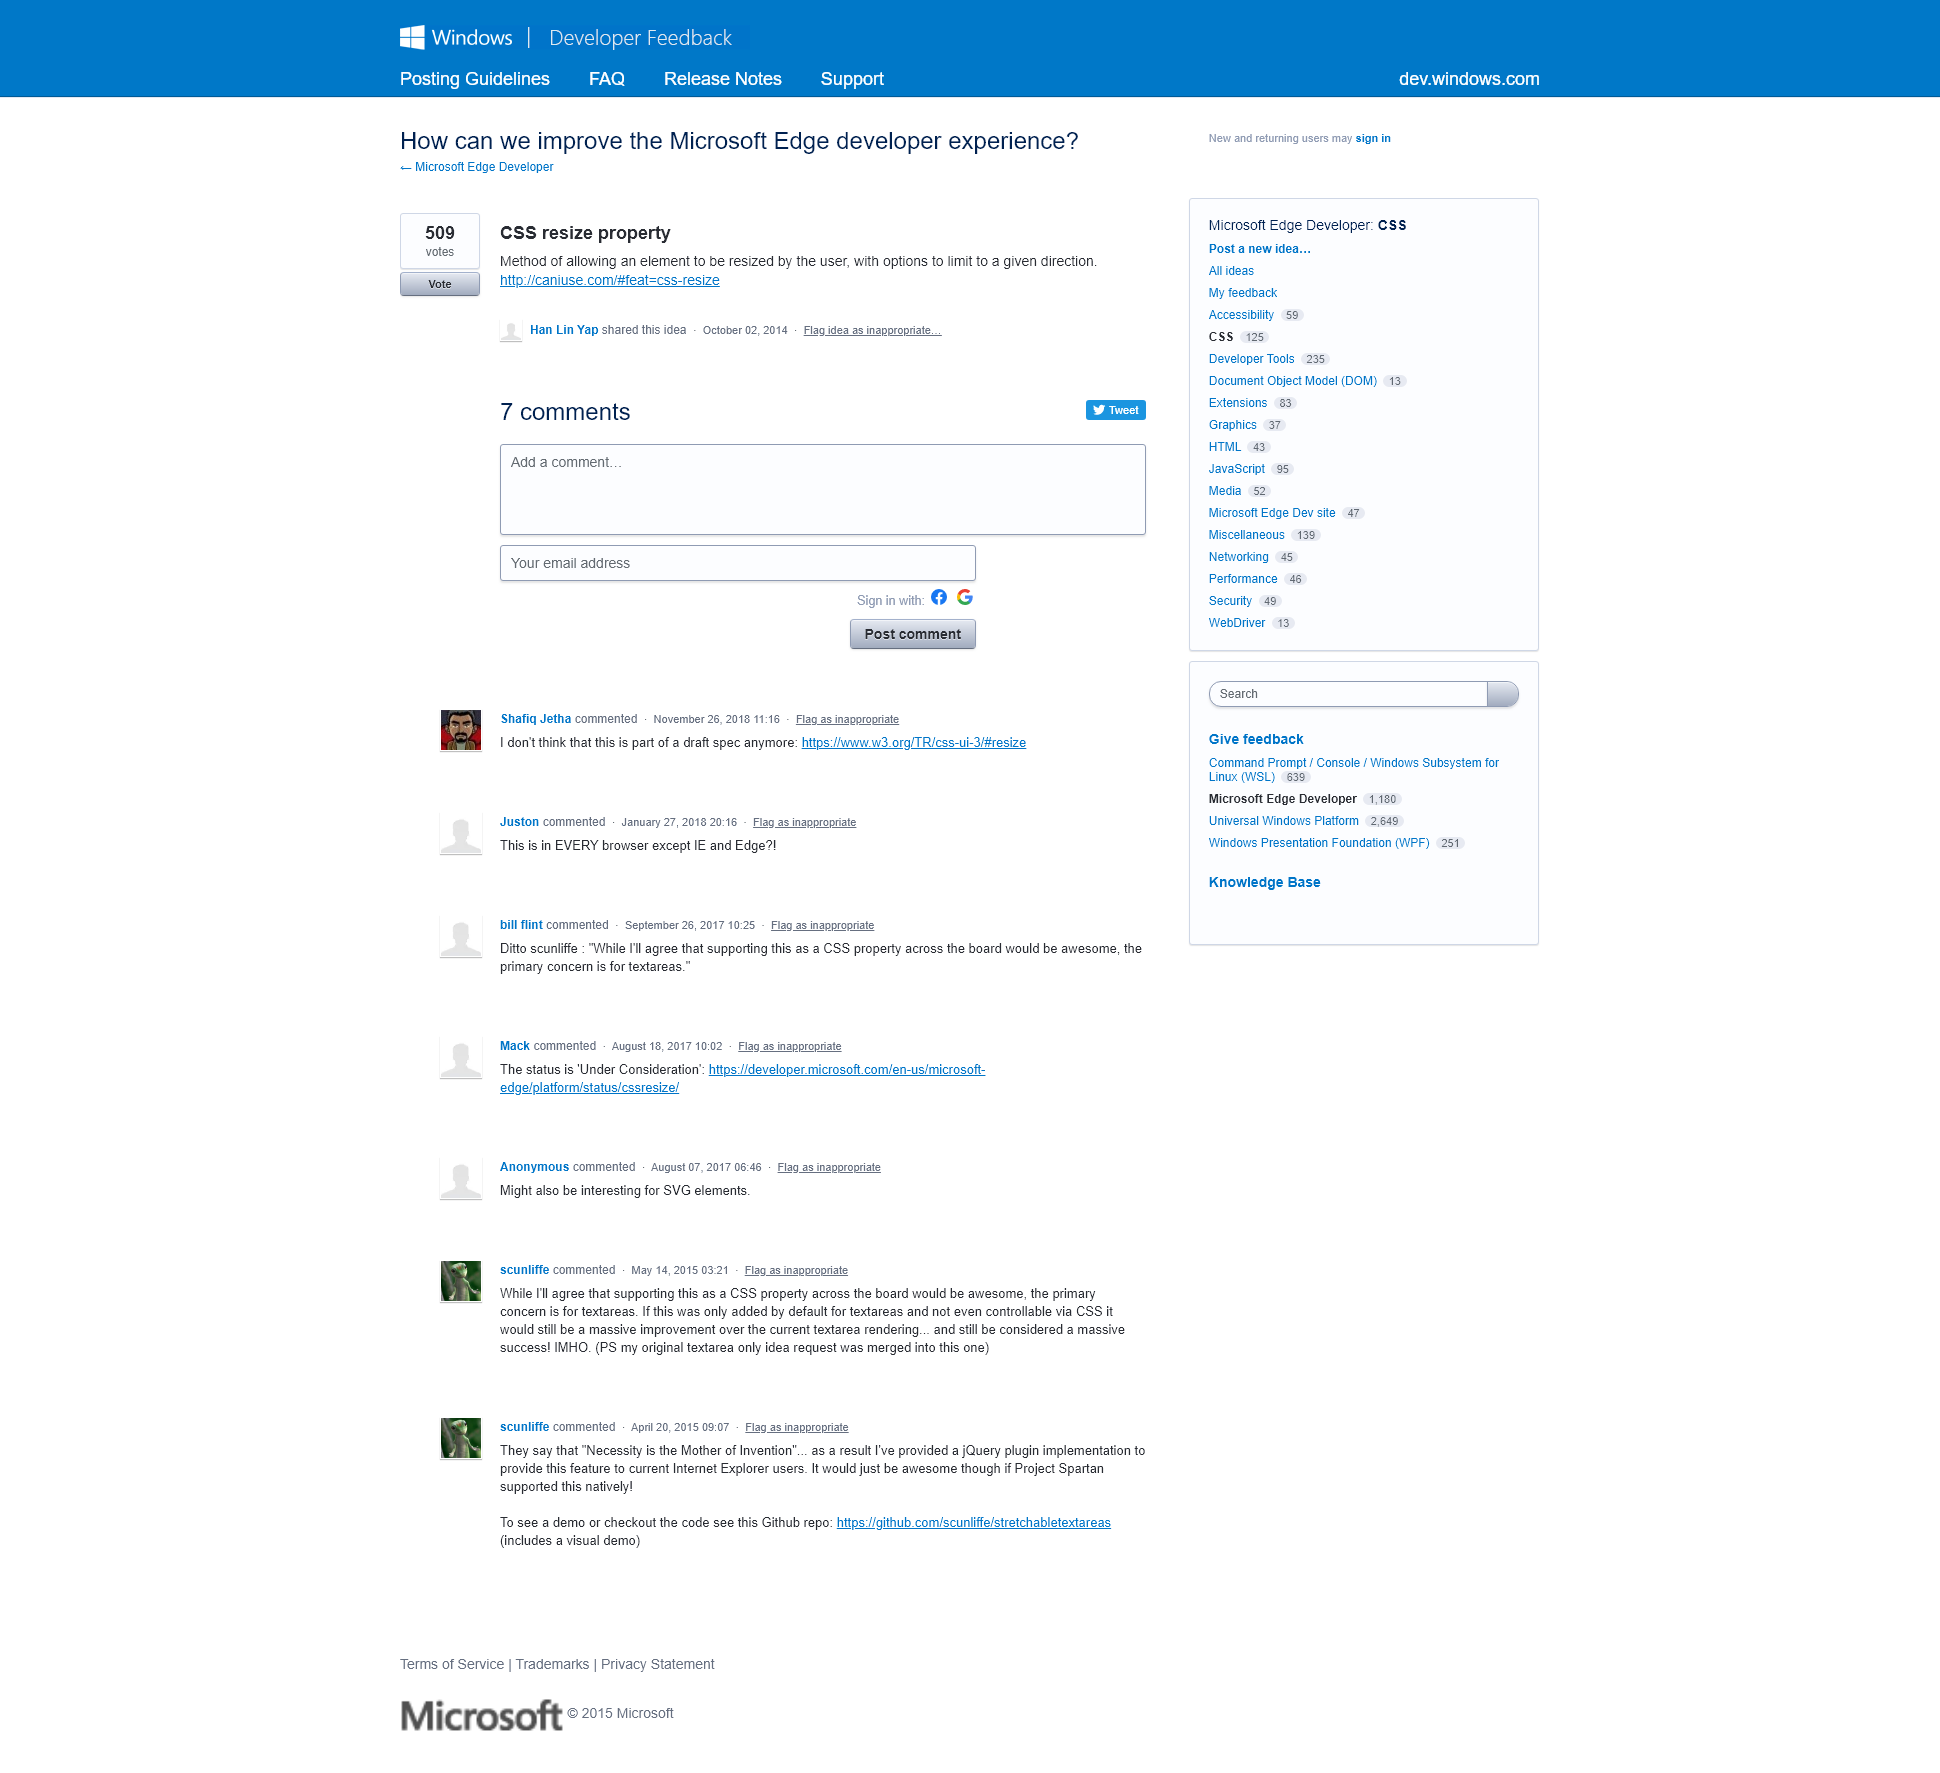 Windows | Developer Feedback
Posting Guidelines FAQ Release Notes Support dev.windows.com
How can we improve the Microsoft Edge developer experience?
← Microsoft Edge Developer
New and returning users may sign in
509
votes
Vote
CSS resize property
Method of allowing an element to be resized by the user, with options to limit to a given direction.
http://caniuse.com/#feat=css-resize
Han Lin Yap shared this idea · October 02, 2014 · Flag idea as inappropriate…
7 comments
Tweet
Add a comment…
Your email address
Sign in with:
Post comment
Shafiq Jetha commented · November 26, 2018 11:16 · Flag as inappropriate
I don't think that this is part of a draft spec anymore: https://www.w3.org/TR/css-ui-3/#resize
Juston commented · January 27, 2018 20:16 · Flag as inappropriate
This is in EVERY browser except IE and Edge?!
bill flint commented · September 26, 2017 10:25 · Flag as inappropriate
Ditto scunliffe : "While I'll agree that supporting this as a CSS property across the board would be awesome, the
primary concern is for textareas."
Mack commented · August 18, 2017 10:02 · Flag as inappropriate
The status is 'Under Consideration': https://developer.microsoft.com/en-us/microsoft-
edge/platform/status/cssresize/
Anonymous commented · August 07, 2017 06:46 · Flag as inappropriate
Might also be interesting for SVG elements.
scunliffe commented · May 14, 2015 03:21 · Flag as inappropriate
While I'll agree that supporting this as a CSS property across the board would be awesome, the primary
concern is for textareas. If this was only added by default for textareas and not even controllable via CSS it
would still be a massive improvement over the current textarea rendering... and still be considered a massive
success! IMHO. (PS my original textarea only idea request was merged into this one)
scunliffe commented · April 20, 2015 09:07 · Flag as inappropriate
They say that "Necessity is the Mother of Invention"... as a result I've provided a jQuery plugin implementation to
provide this feature to current Internet Explorer users. It would just be awesome though if Project Spartan
supported this natively!
To see a demo or checkout the code see this Github repo: https://github.com/scunliffe/stretchabletextareas
(includes a visual demo)
Microsoft Edge Developer: CSS
Post a new idea…
All ideas
My feedback
Accessibility 59
CSS 125
Developer Tools 235
Document Object Model (DOM) 13
Extensions 83
Graphics 37
HTML 43
JavaScript 95
Media 52
Microsoft Edge Dev site 47
Miscellaneous 139
Networking 45
Performance 46
Security 49
WebDriver 13
Search
Give feedback
Command Prompt / Console / Windows Subsystem for
Linux (WSL) 639
Microsoft Edge Developer 1,180
Universal Windows Platform 2,649
Windows Presentation Foundation (WPF) 251
Knowledge Base
Terms of Service | Trademarks | Privacy Statement
Microsoft © 2015 Microsoft